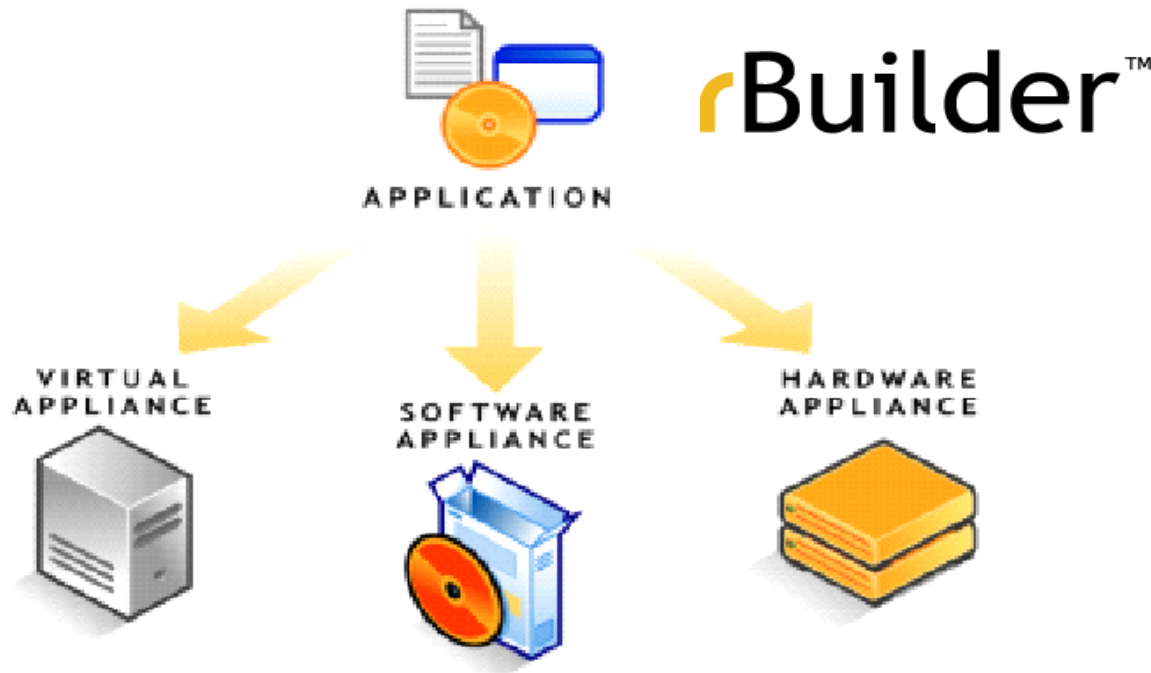 rBuilder™
APPLICATION
VIRTUAL
APPLIANCE
SOFTWARE
APPLIANCE
HARDWARE
APPLIANCE